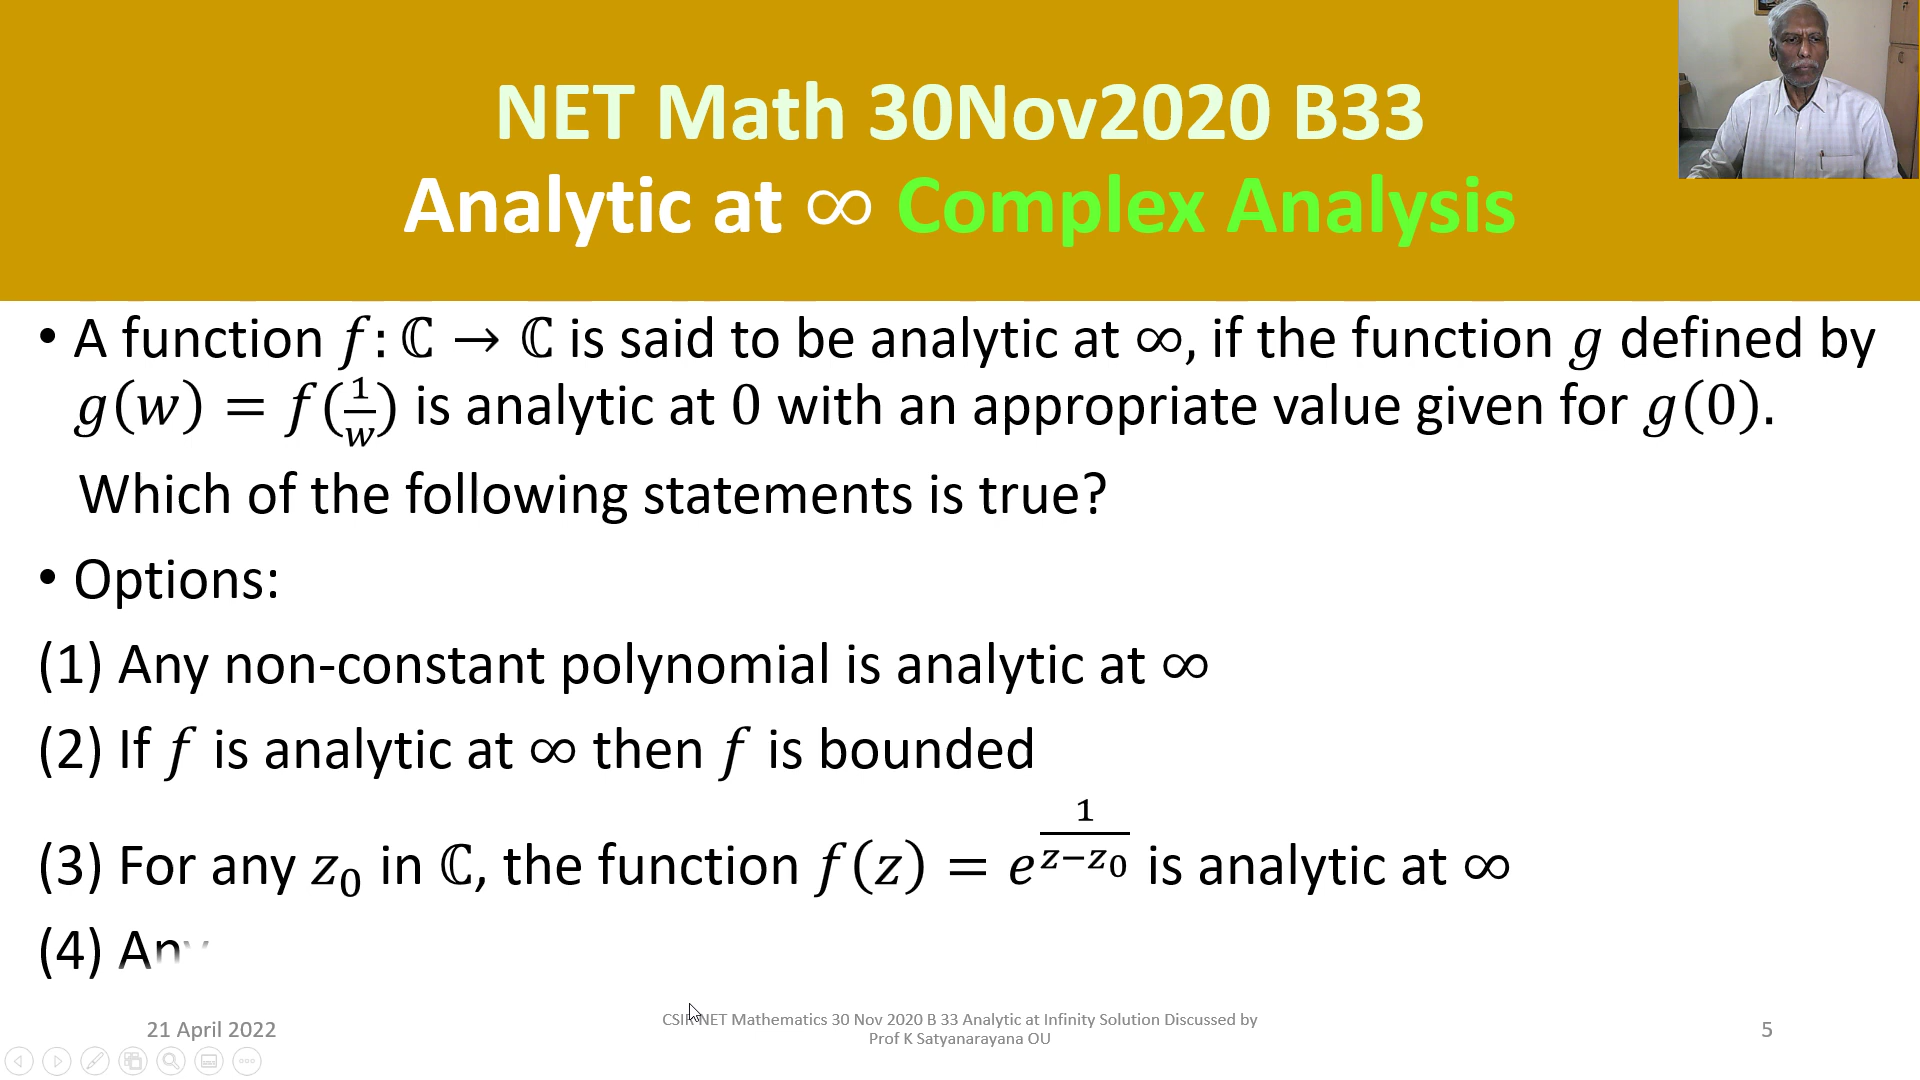 NET Math 30Nov2020 B33
Analytic at ∞ Complex Analysis
• A function f: ℂ → ℂ is said to be analytic at ∞, if the function g defined by
g(w) = f(1/w) is analytic at 0 with an appropriate value given for g(0).
Which of the following statements is true?
• Options:
(1) Any non-constant polynomial is analytic at ∞
(2) If f is analytic at ∞ then f is bounded
(3) For any z₀ in ℂ, the function f(z) = e^(1/(z−z₀)) is analytic at ∞
(4) Any
21 April 2022
CSIR NET Mathematics 30 Nov 2020 B 33 Analytic at Infinity Solution Discussed by
Prof K Satyanarayana OU
5